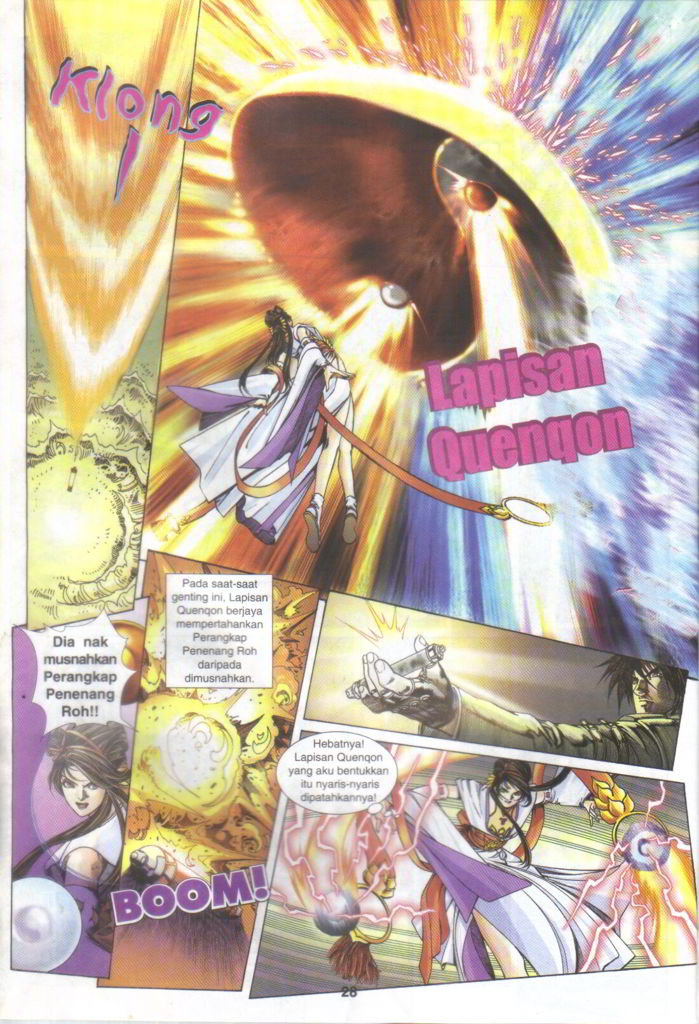 Klong!
Lapisan
Quenqon
Pada saat-saat
genting ini, Lapisan
Quenqon berjaya
mempertahankan
Perangkap
Penenang Roh
daripada
dimusnahkan.
Dia nak
musnahkan
Perangkap
Penenang
Roh!!
BOOM!
Hebatnya!
Lapisan Quenqon
yang aku bentukkan
itu nyaris-nyaris
dipatahkannya!
28